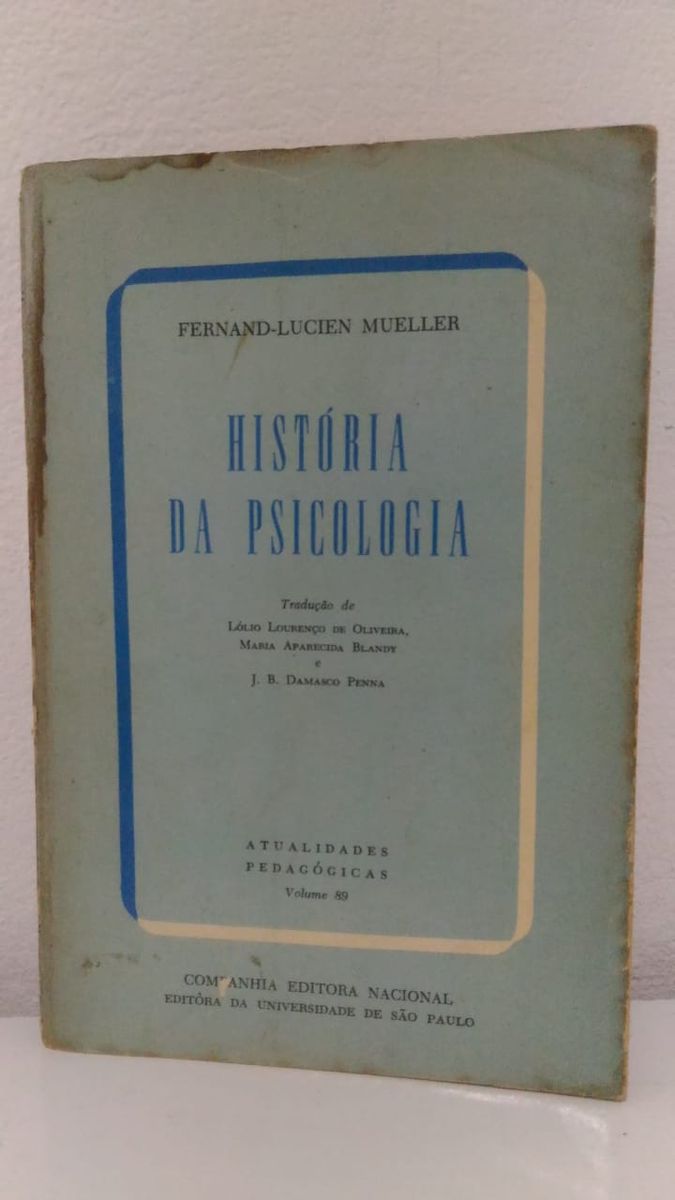 FERNAND-LUCIEN MUELLER
HISTÓRIA
DA PSICOLOGIA
Tradução de
LÓLIO LOURENÇO DE OLIVEIRA,
MARIA APARECIDA BLANDY
e
J. B. DAMASCO PENNA
ATUALIDADES
PEDAGÓGICAS
Volume 89
COMPANHIA EDITORA NACIONAL
EDITÔRA DA UNIVERSIDADE DE SÃO PAULO